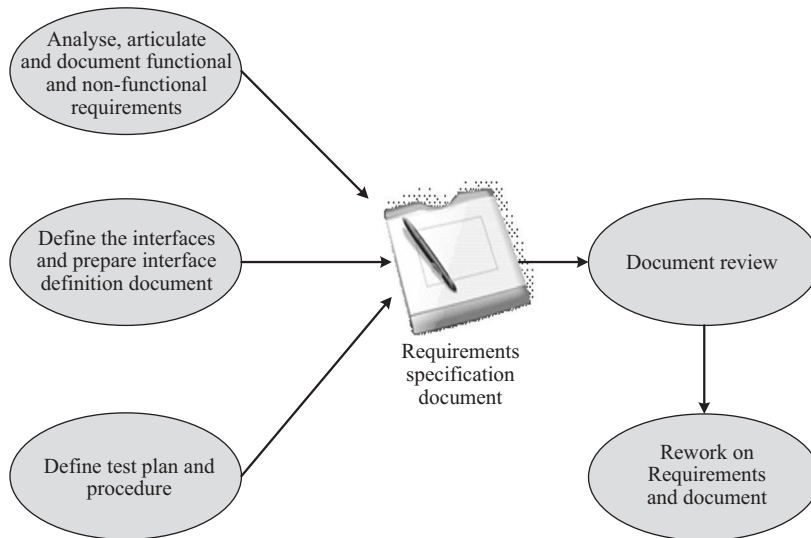 Analyse, articulate
and document functional
and non-functional
requirements
Define the interfaces
and prepare interface
definition document
Document review
Requirements
specification
document
Define test plan and
procedure
Rework on
Requirements
and document